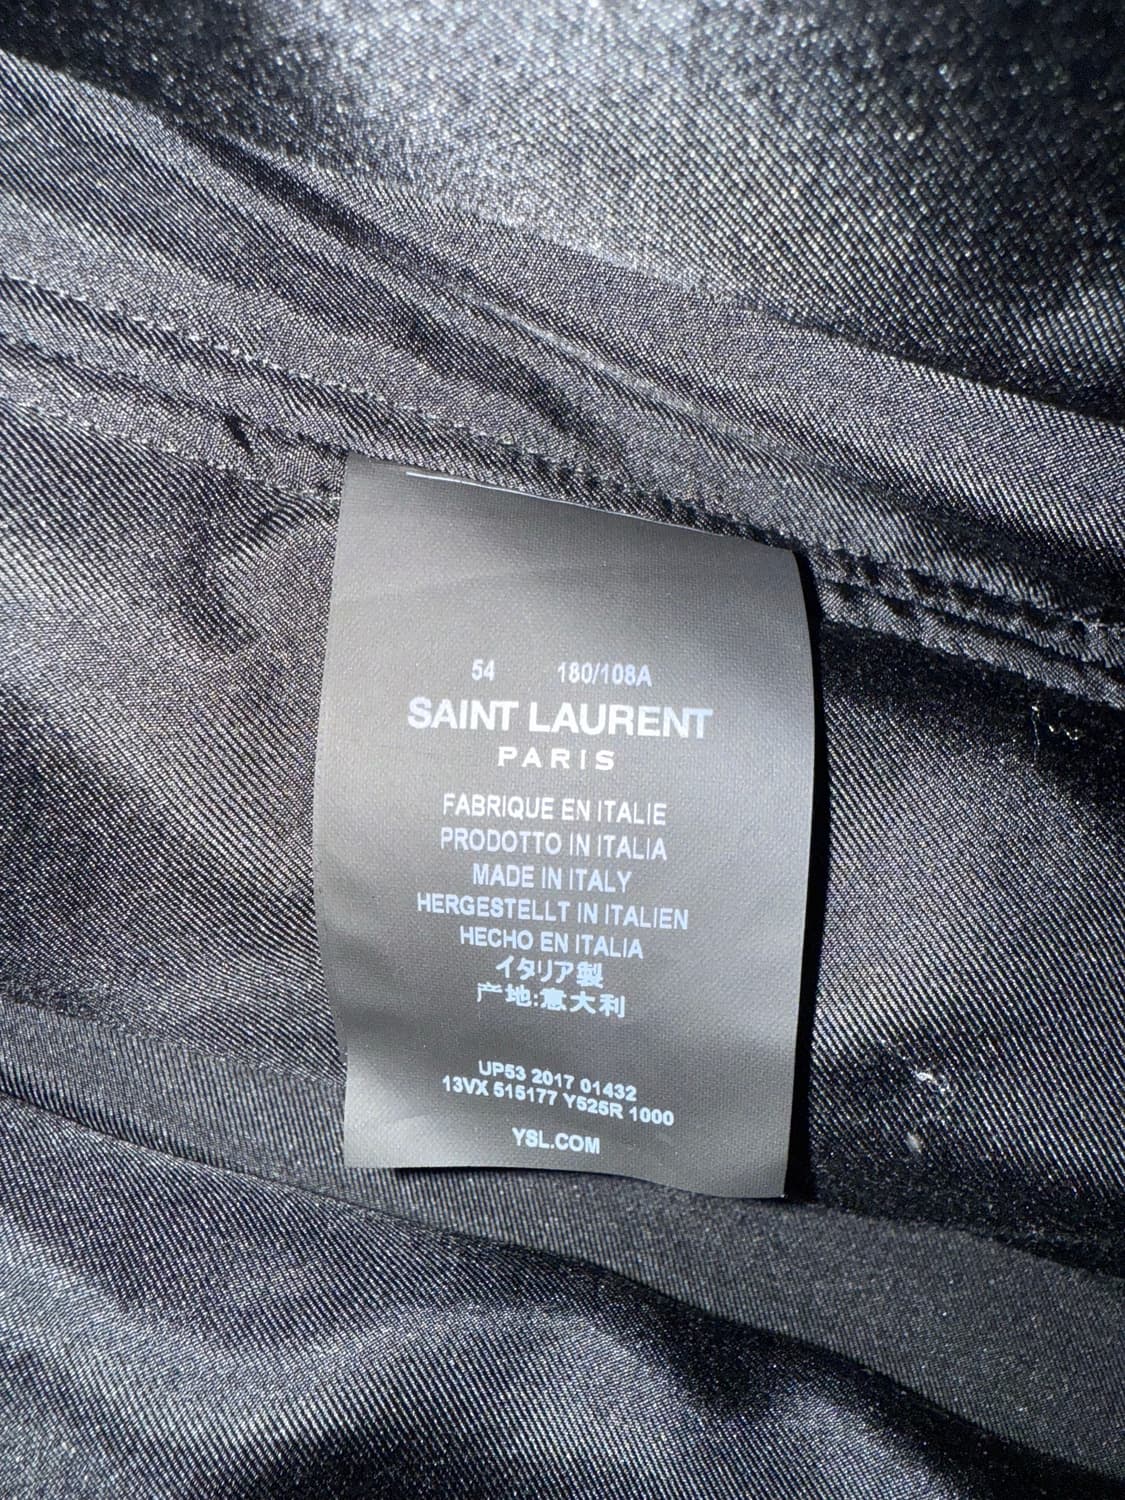 54 180/108A
SAINT LAURENT
PARIS
FABRIQUE EN ITALIE
PRODOTTO IN ITALIA
MADE IN ITALY
HERGESTELLT IN ITALIEN
HECHO EN ITALIA
イタリア製
产地:意大利
UP53 2017 01432
13VX 515177 Y525R 1000
YSL.COM